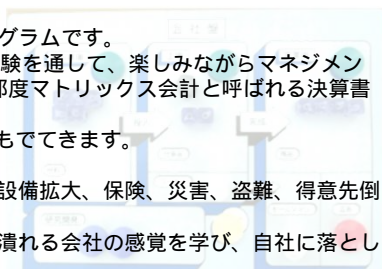 グラムです。
験を通して、楽しみながらマネジメン
都度マトリックス会計と呼ばれる決算書
もでてきます。
設備拡大、保険、災害、盗難、得意先倒
潰れる会社の感覚を学び、自社に落とし